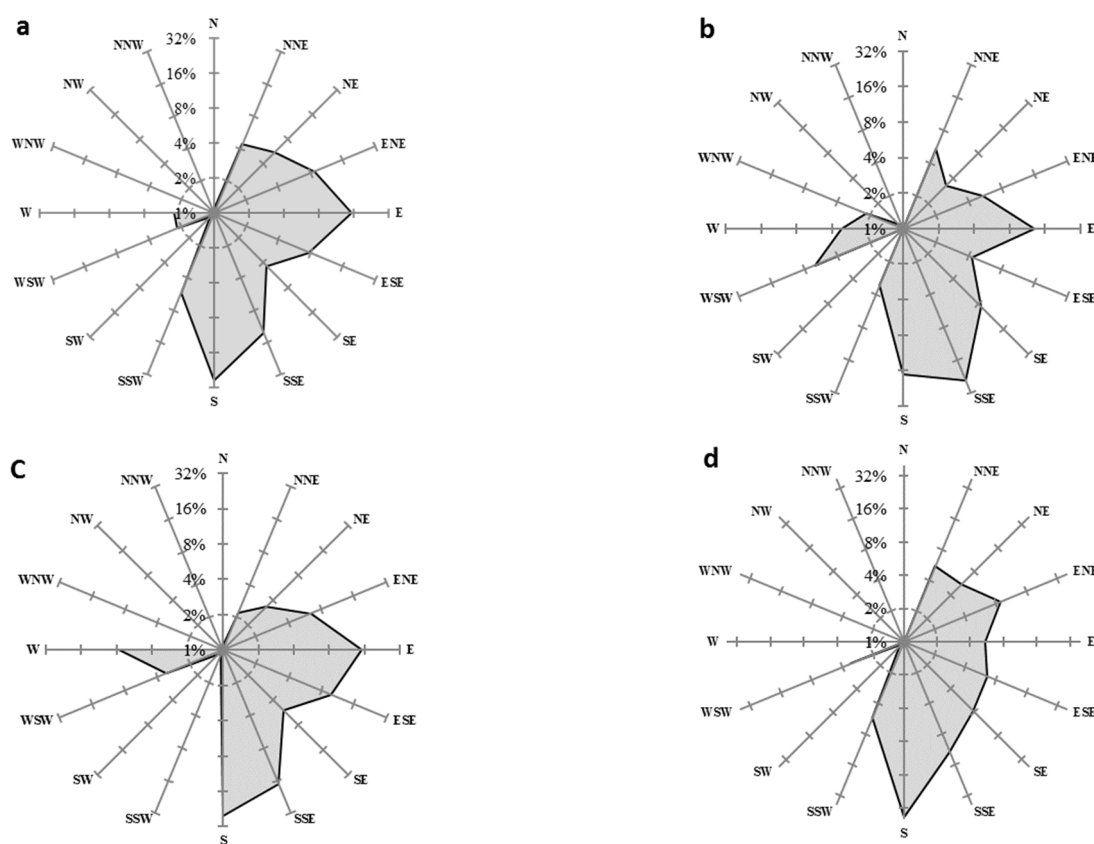 a
N
NNE
NE
ENE
E
ESE
SE
SSE
S
SSW
SW
WSW
W
WNW
NW
NNW
32%
16%
8%
4%
2%
1%
b
N
NNE
NE
ENE
E
ESE
SE
SSE
S
SSW
SW
WSW
W
WNW
NW
NNW
32%
16%
8%
4%
2%
1%
c
N
NNE
NE
ENE
E
ESE
SE
SSE
S
SSW
SW
WSW
W
WNW
NW
NNW
32%
16%
8%
4%
2%
1%
d
N
NNE
NE
ENE
E
ESE
SE
SSE
S
SSW
SW
WSW
W
WNW
NW
NNW
32%
16%
8%
4%
2%
1%